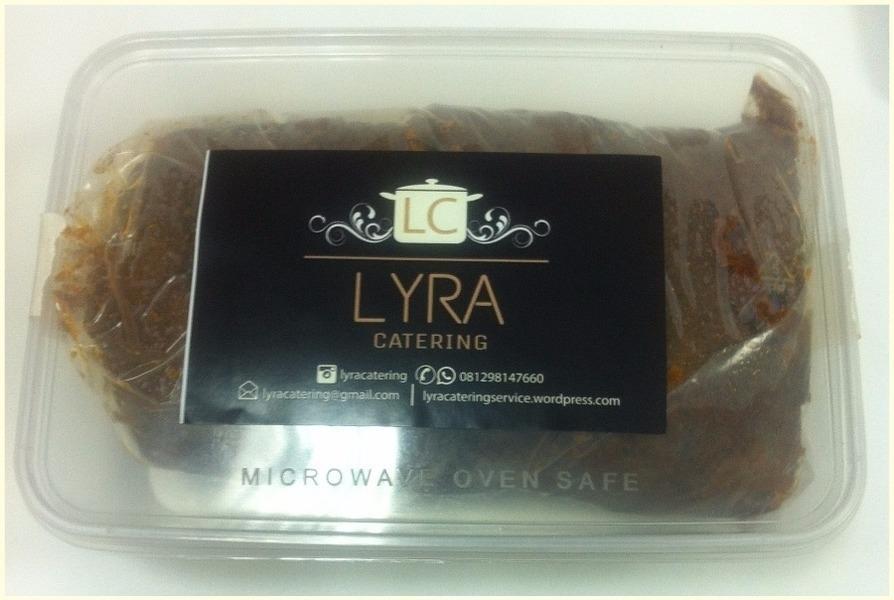 LC
LYRA
CATERING
lyracatering 081298147660
lyracatering@gmail.com | lyracateringservice.wordpress.com
MICROWAVE OVEN SAFE